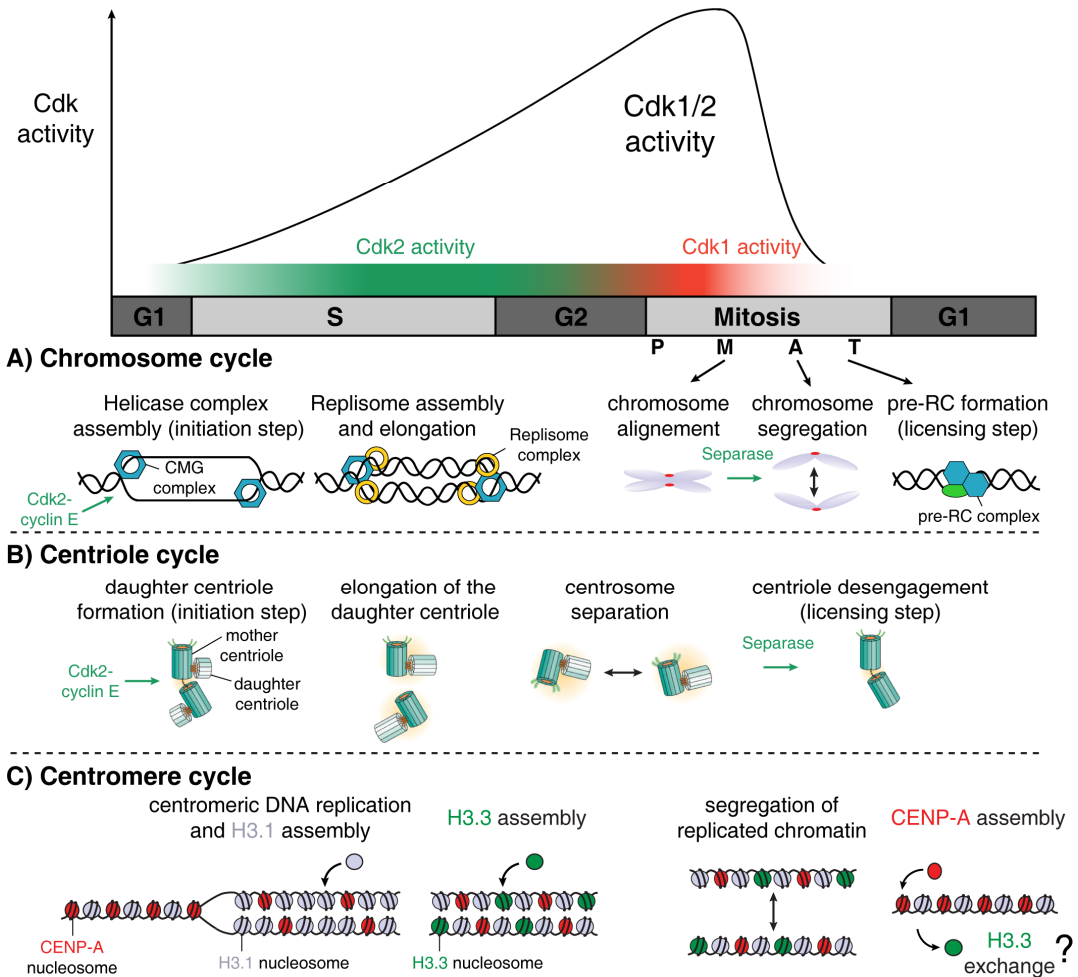 Cdk
activity
Cdk1/2
activity
Cdk2 activity
Cdk1 activity
G1
S
G2
Mitosis
G1
P
M
A
T
A) Chromosome cycle
Helicase complex
assembly (initiation step)
CMG
complex
Cdk2-
cyclin E
Replisome assembly
and elongation
Replisome
complex
chromosome
alignement
Separase
chromosome
segregation
pre-RC formation
(licensing step)
pre-RC complex
B) Centriole cycle
daughter centriole
formation (initiation step)
mother
centriole
Cdk2-
cyclin E
daughter
centriole
elongation of the
daughter centriole
centrosome
separation
Separase
centriole desengagement
(licensing step)
C) Centromere cycle
centromeric DNA replication
and H3.1 assembly
CENP-A
nucleosome
H3.1 nucleosome
H3.3 assembly
H3.3 nucleosome
segregation of
replicated chromatin
CENP-A assembly
H3.3
exchange
?